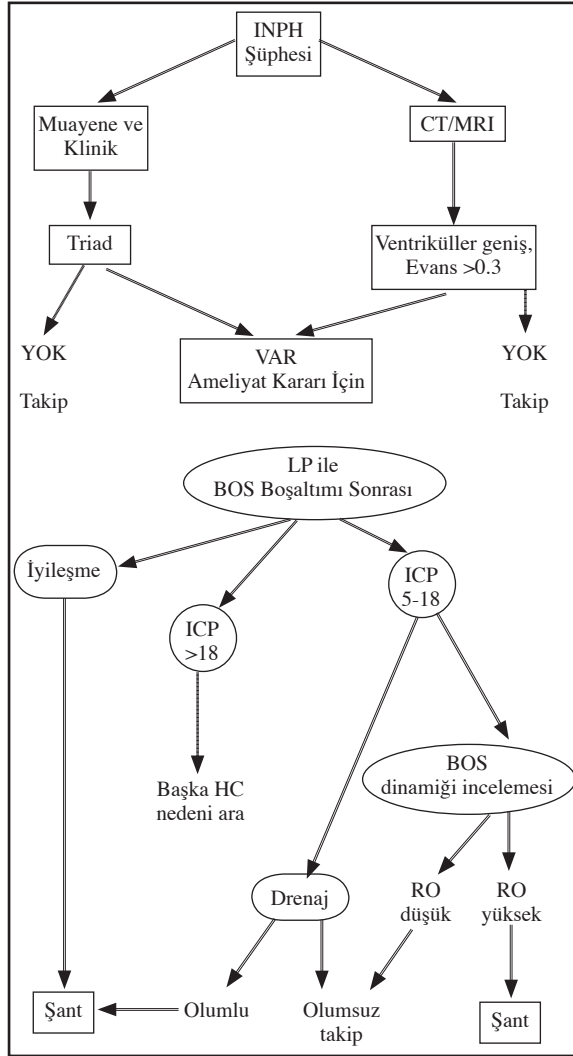 INPH
Şüphesi
Muayene ve
Klinik
CT/MRI
Triad
Ventriküller geniş,
Evans >0.3
YOK
Takip
VAR
Ameliyat Kararı İçin
YOK
Takip
LP ile
BOS Boşaltımı Sonrası
İyileşme
ICP
>18
ICP
5-18
Başka HC
nedeni ara
BOS
dinamiği incelemesi
Drenaj
RO
düşük
RO
yüksek
Şant
Olumlu
Olumsuz
takip
Şant